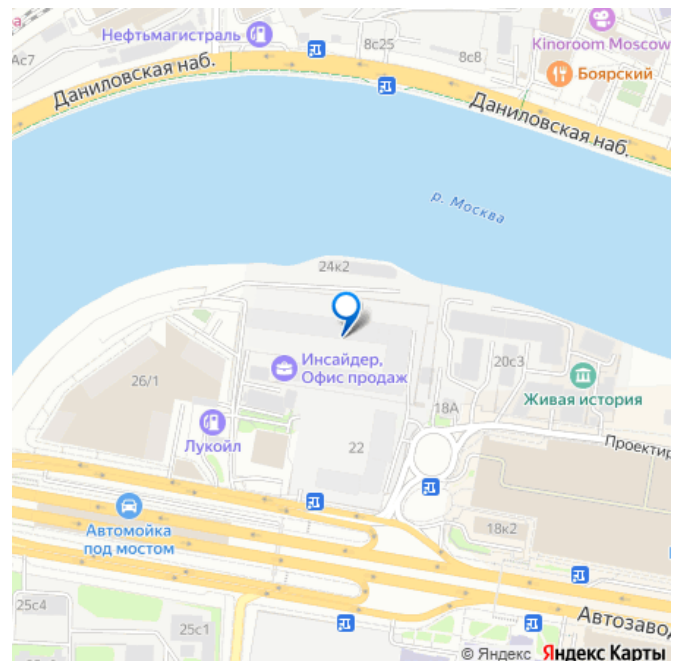 Нефтьмагистраль
8с25
8с8
Kinoroom Moscow
Боярский
Ас7
Даниловская наб.
Даниловская наб.
р. Москва
24к2
Инсайдер,
Офис продаж
26/1
20с3
Живая история
18А
Лукойл
22
Проектир
Автомойка
под мостом
18к2
25с4
25с1
Автозавод
© Яндекс Яндекс Карты